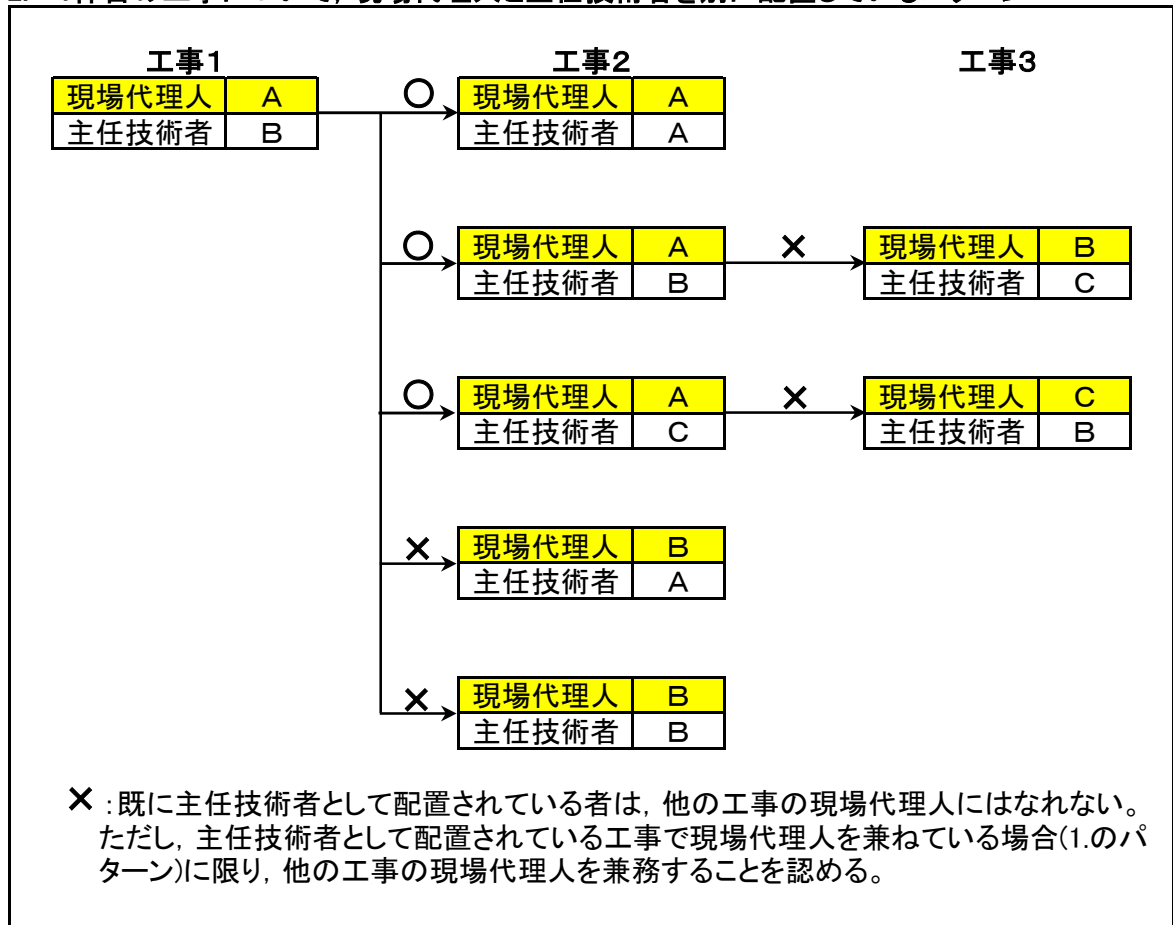 工事1 工事2 工事3
現場代理人 A ○ 現場代理人 A
主任技術者 B 主任技術者 A
○ 現場代理人 A × 現場代理人 B
主任技術者 B 主任技術者 C
○ 現場代理人 A × 現場代理人 C
主任技術者 C 主任技術者 B
× 現場代理人 B
主任技術者 A
× 現場代理人 B
主任技術者 B
×:既に主任技術者として配置されている者は，他の工事の現場代理人にはなれない。
ただし，主任技術者として配置されている工事で現場代理人を兼ねている場合(1.のパ
ターン)に限り，他の工事の現場代理人を兼務することを認める。